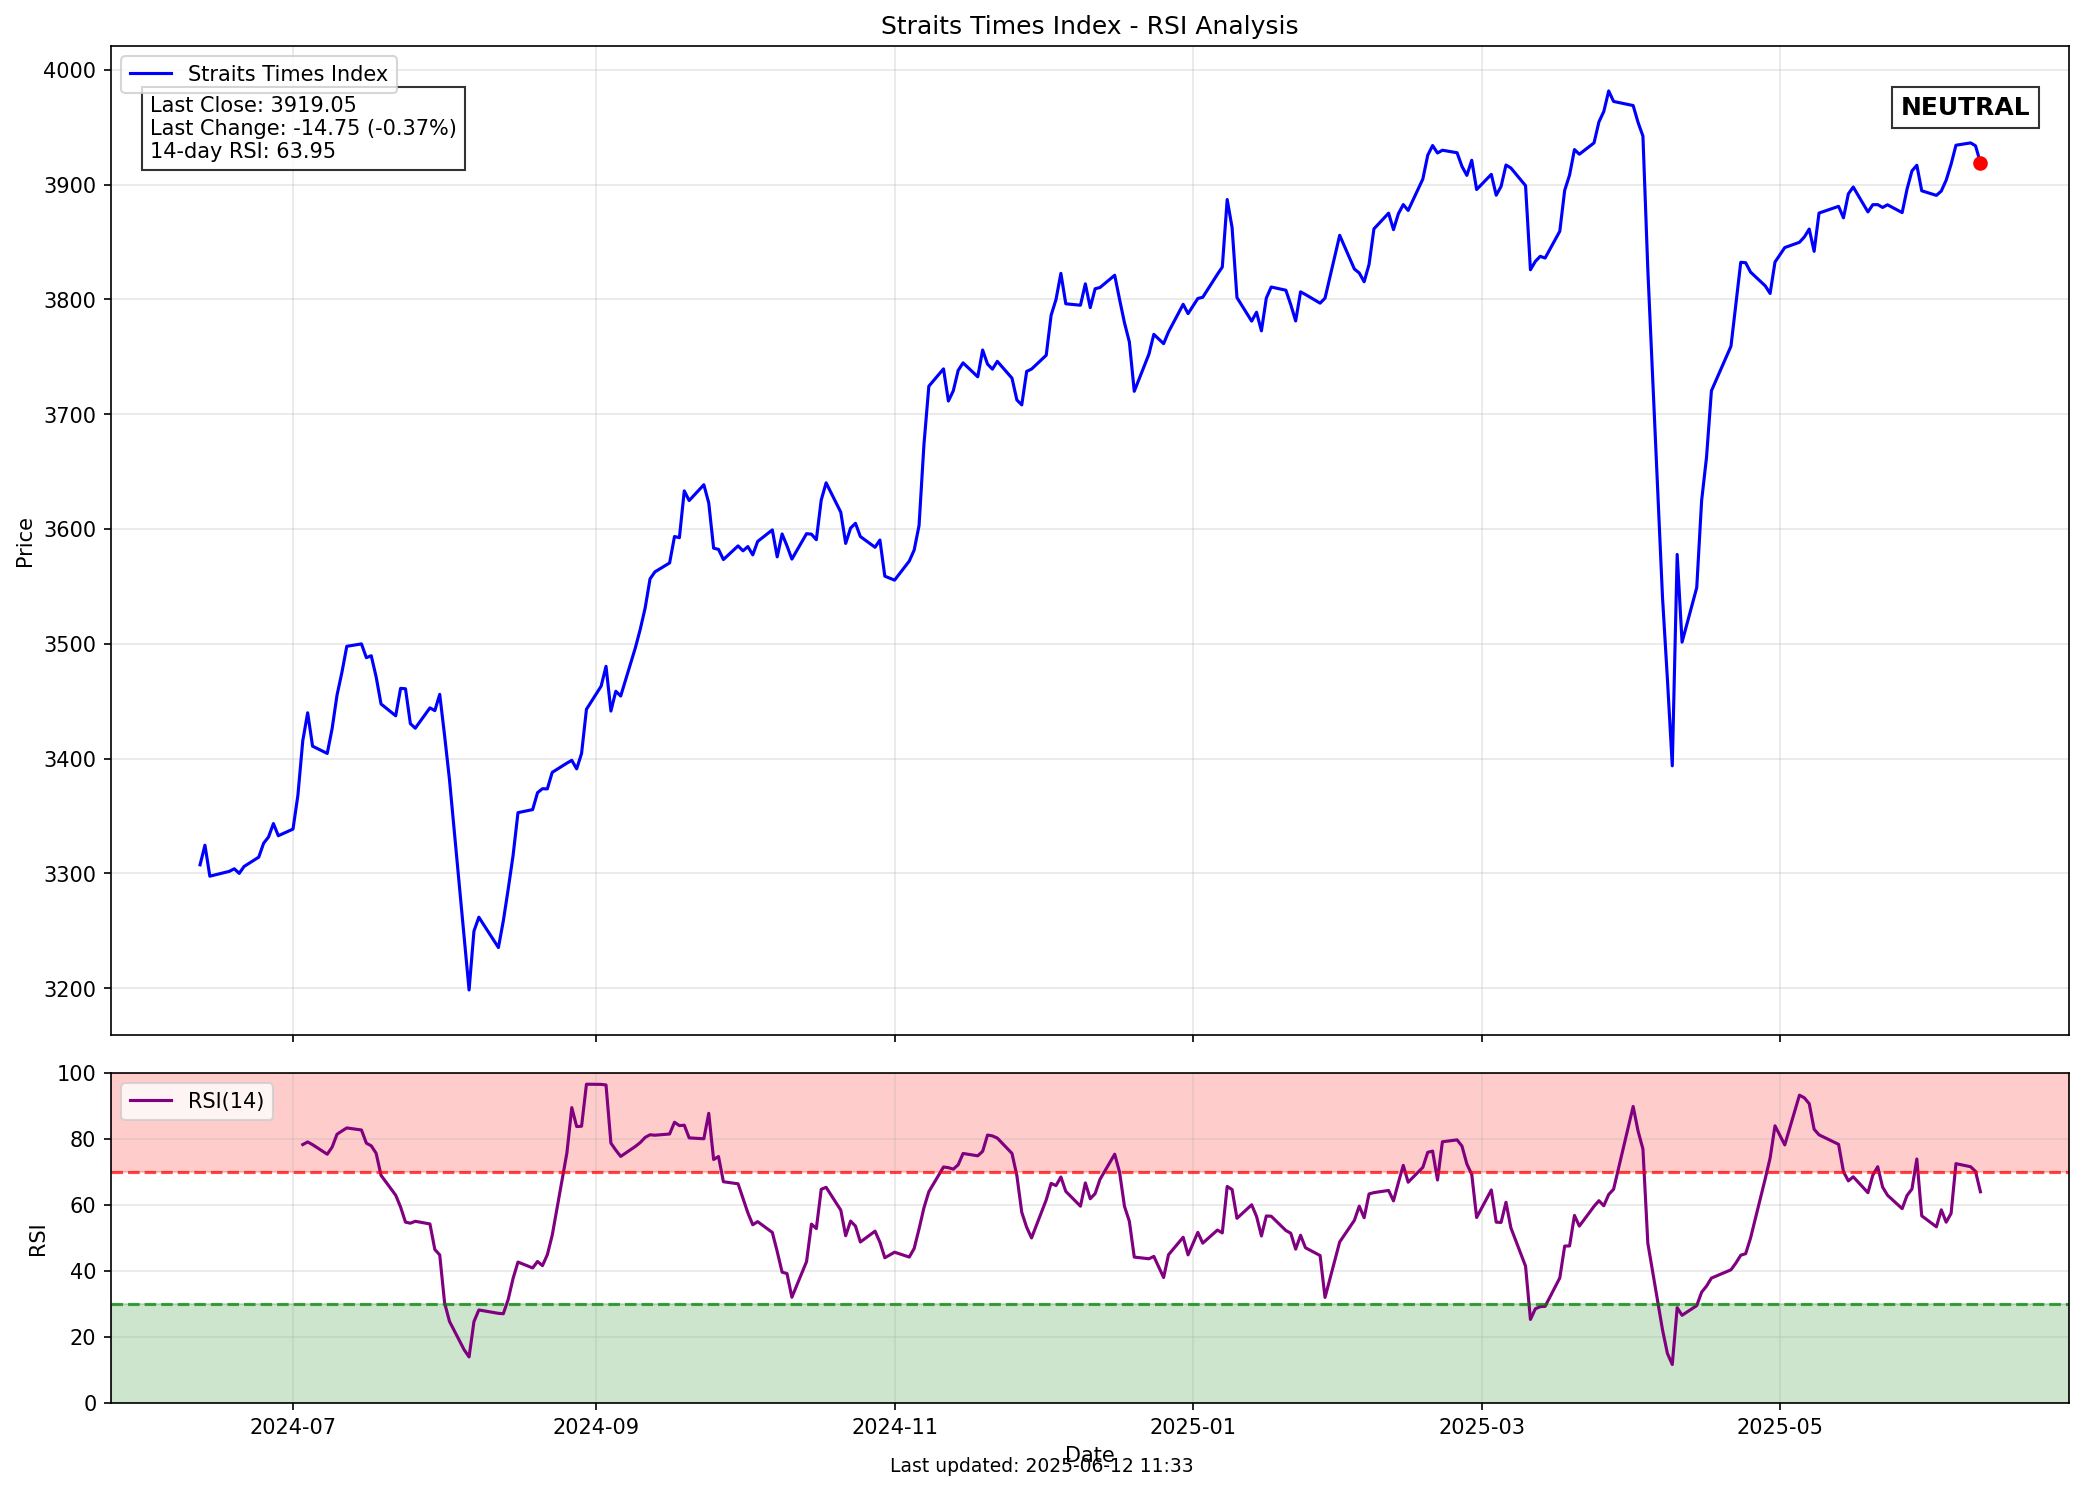 Straits Times Index - RSI Analysis
Straits Times Index
Last Close: 3919.05
Last Change: -14.75 (-0.37%)
14-day RSI: 63.95
NEUTRAL
Price
4000
3900
3800
3700
3600
3500
3400
3300
3200
RSI(14)
RSI
100
80
60
40
20
0
2024-07
2024-09
2024-11
2025-01
2025-03
2025-05
Date
Last updated: 2025-06-12 11:33